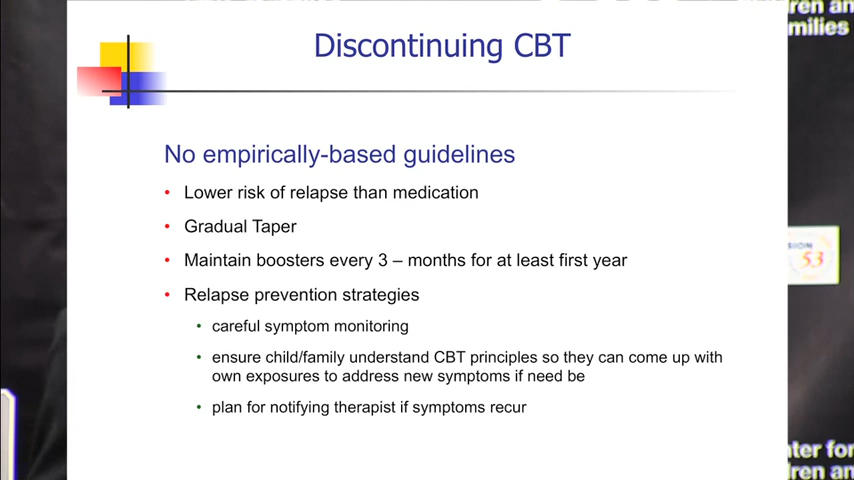 Discontinuing CBT
No empirically-based guidelines
• Lower risk of relapse than medication
• Gradual Taper
• Maintain boosters every 3 – months for at least first year
• Relapse prevention strategies
• careful symptom monitoring
• ensure child/family understand CBT principles so they can come up with
own exposures to address new symptoms if need be
• plan for notifying therapist if symptoms recur
53